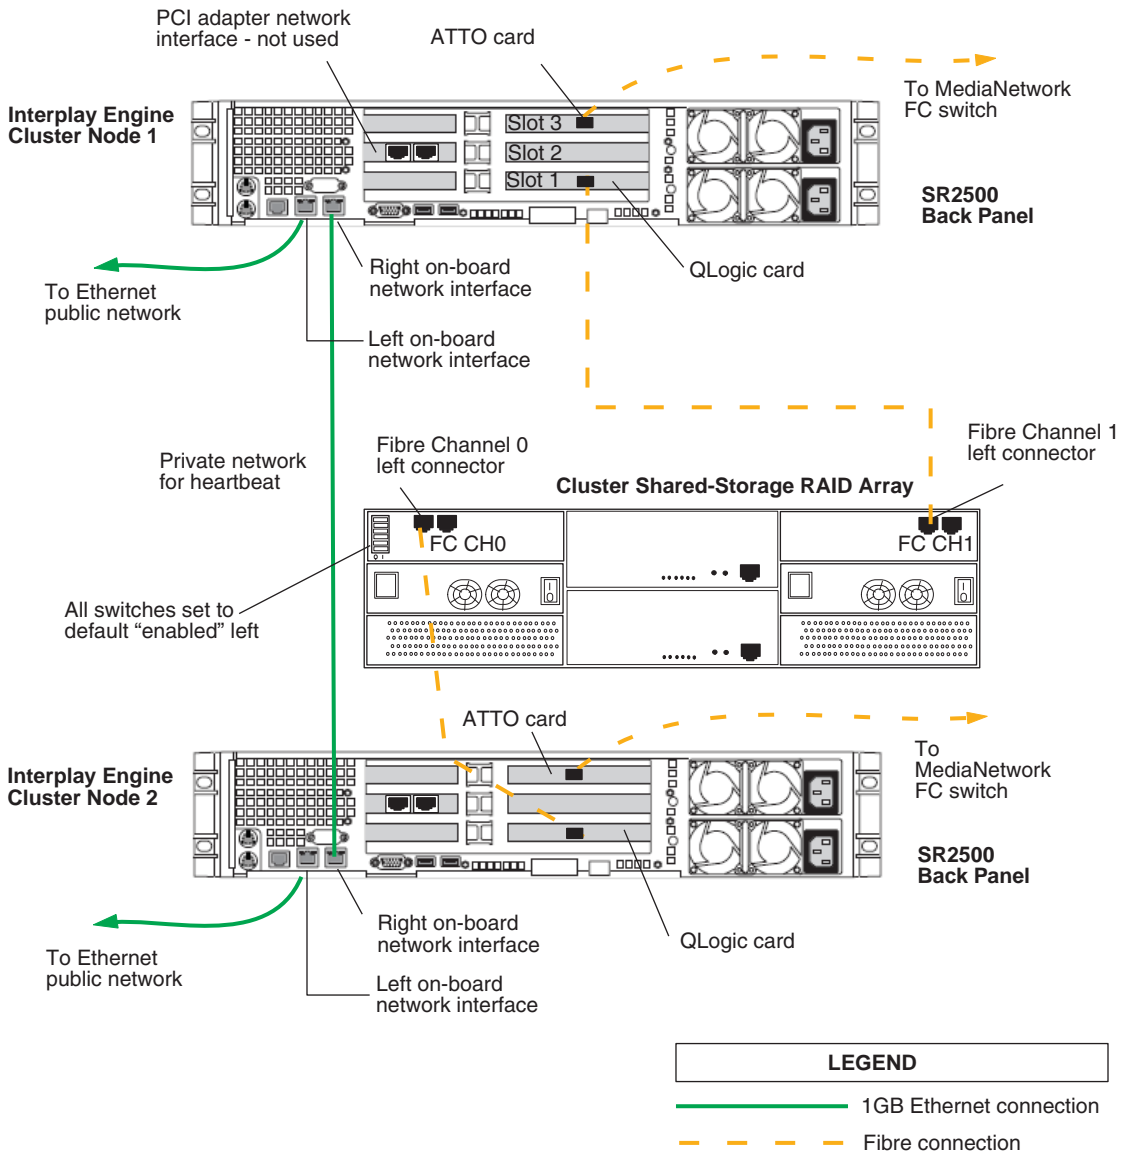 PCI adapter network
interface - not used
ATTO card
To MediaNetwork
FC switch
Interplay Engine
Cluster Node 1
Slot 3
Slot 2
Slot 1
SR2500
Back Panel
Right on-board
network interface
QLogic card
To Ethernet
public network
Left on-board
network interface
Private network
for heartbeat
Fibre Channel 0
left connector
Fibre Channel 1
left connector
Cluster Shared-Storage RAID Array
FC CH0
FC CH1
All switches set to
default “enabled” left
ATTO card
To
MediaNetwork
FC switch
Interplay Engine
Cluster Node 2
SR2500
Back Panel
Right on-board
network interface
QLogic card
To Ethernet
public network
Left on-board
network interface
LEGEND
1GB Ethernet connection
Fibre connection